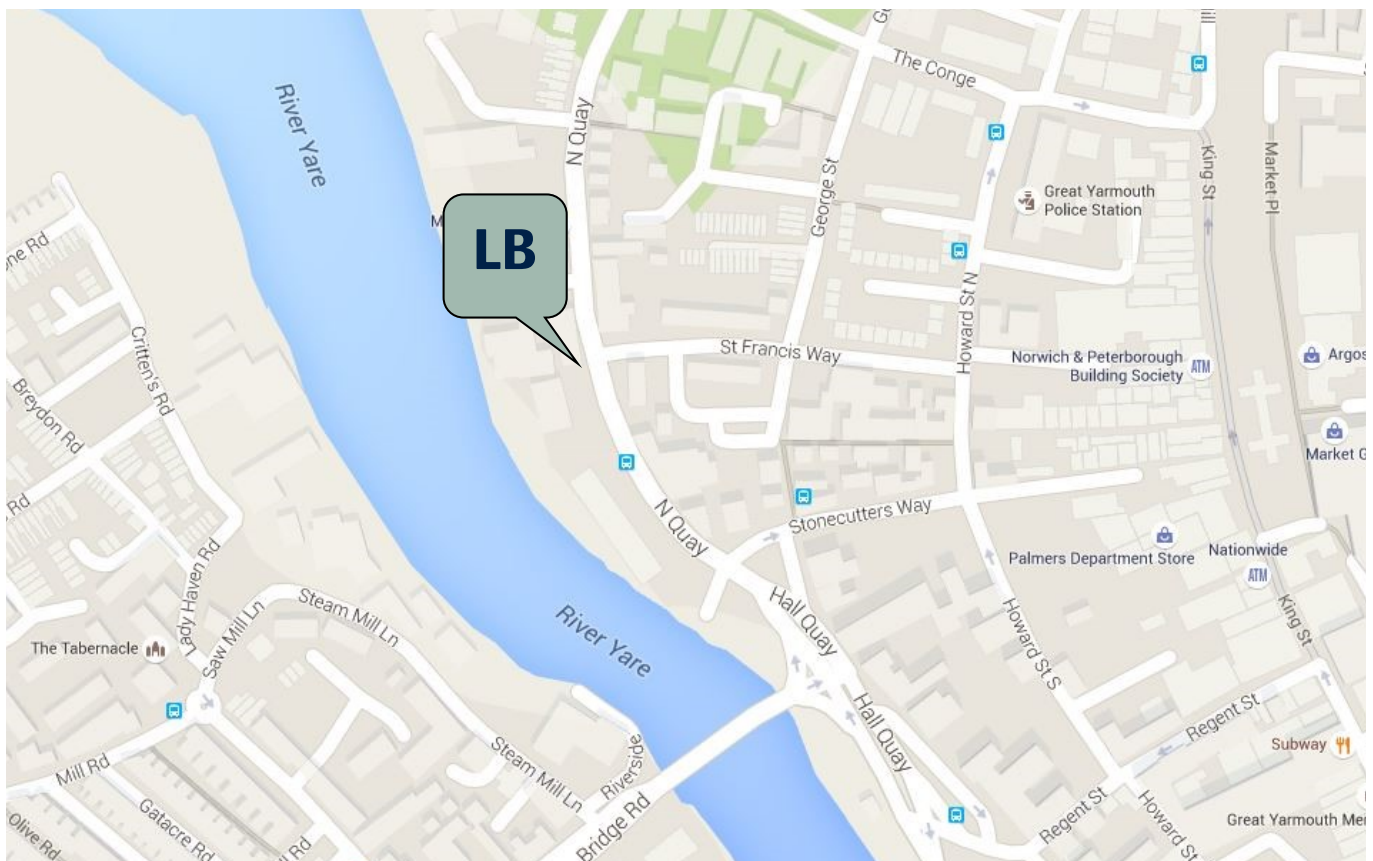 The Conge
River Yare
N Quay
King St
Market Pl
George St
Great Yarmouth
Police Station
LB
Howard St N
St Francis Way
Norwich & Peterborough
Building Society
ATM
Argos
Critten's Rd
Breydon Rd
Rd
Market G
N Quay
Stonecutters Way
Palmers Department Store
Nationwide
ATM
Lady Haven Rd
Saw Mill Ln
Steam Mill Ln
Hall Quay
King St
The Tabernacle
River Yare
Howard St S
Hall Quay
Regent St
Subway
Steam Mill Ln
Riverside
Mill Rd
Bridge Rd
Gatacre Rd
Regent St
Howard St
Great Yarmouth Mei
Olive Rd